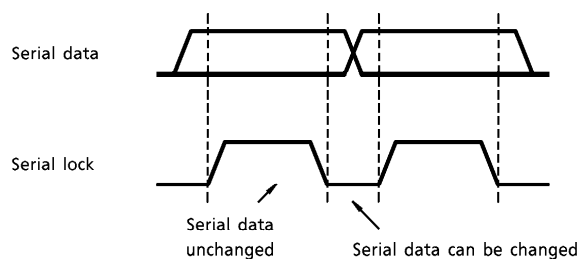 Serial data
Serial lock
Serial data
unchanged
Serial data can be changed